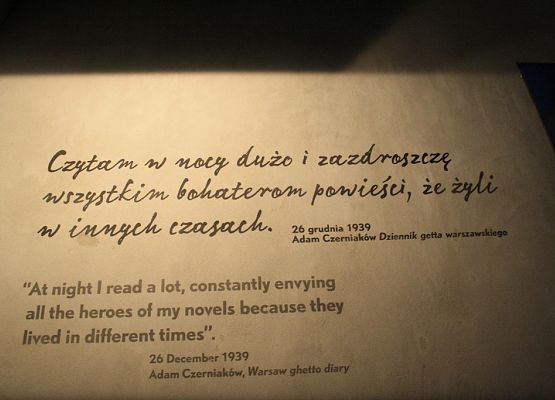 Czytam w nocy dużo i zazdroszczę
wszystkim bohaterom powieści, że żyli
w innych czasach.
26 grudnia 1939
Adam Czerniaków Dziennik getta warszawskiego
“At night I read a lot, constantly envying
all the heroes of my novels because they
lived in different times”.
26 December 1939
Adam Czerniaków, Warsaw ghetto diary